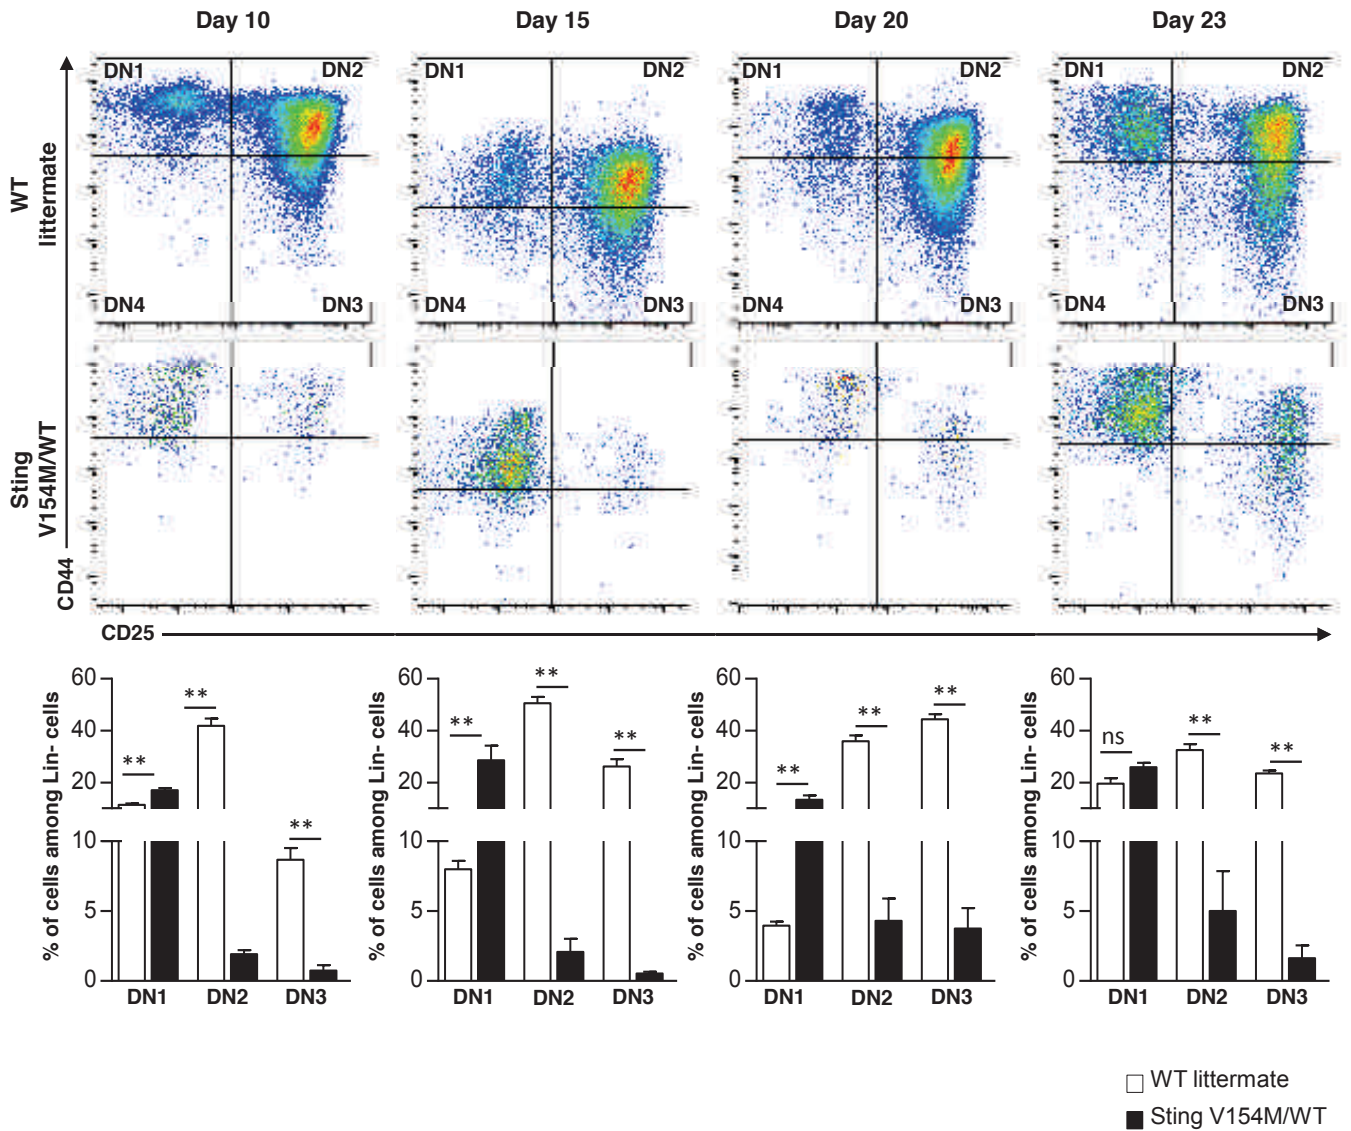 Day 10 Day 15 Day 20 Day 23
WT
littermate
DN1 DN2 DN1 DN2 DN1 DN2 DN1 DN2
DN4 DN3 DN4 DN3 DN4 DN3 DN4 DN3
Sting
V154M/WT
CD44
CD25
% of cells among Lin- cells
60
40
20
10
5
0
**
**
**
DN1 DN2 DN3
% of cells among Lin- cells
60
40
20
10
5
0
**
**
**
DN1 DN2 DN3
% of cells among Lin- cells
60
40
20
10
5
0
**
**
**
DN1 DN2 DN3
% of cells among Lin- cells
60
40
20
10
5
0
ns
**
**
DN1 DN2 DN3
WT littermate
Sting V154M/WT